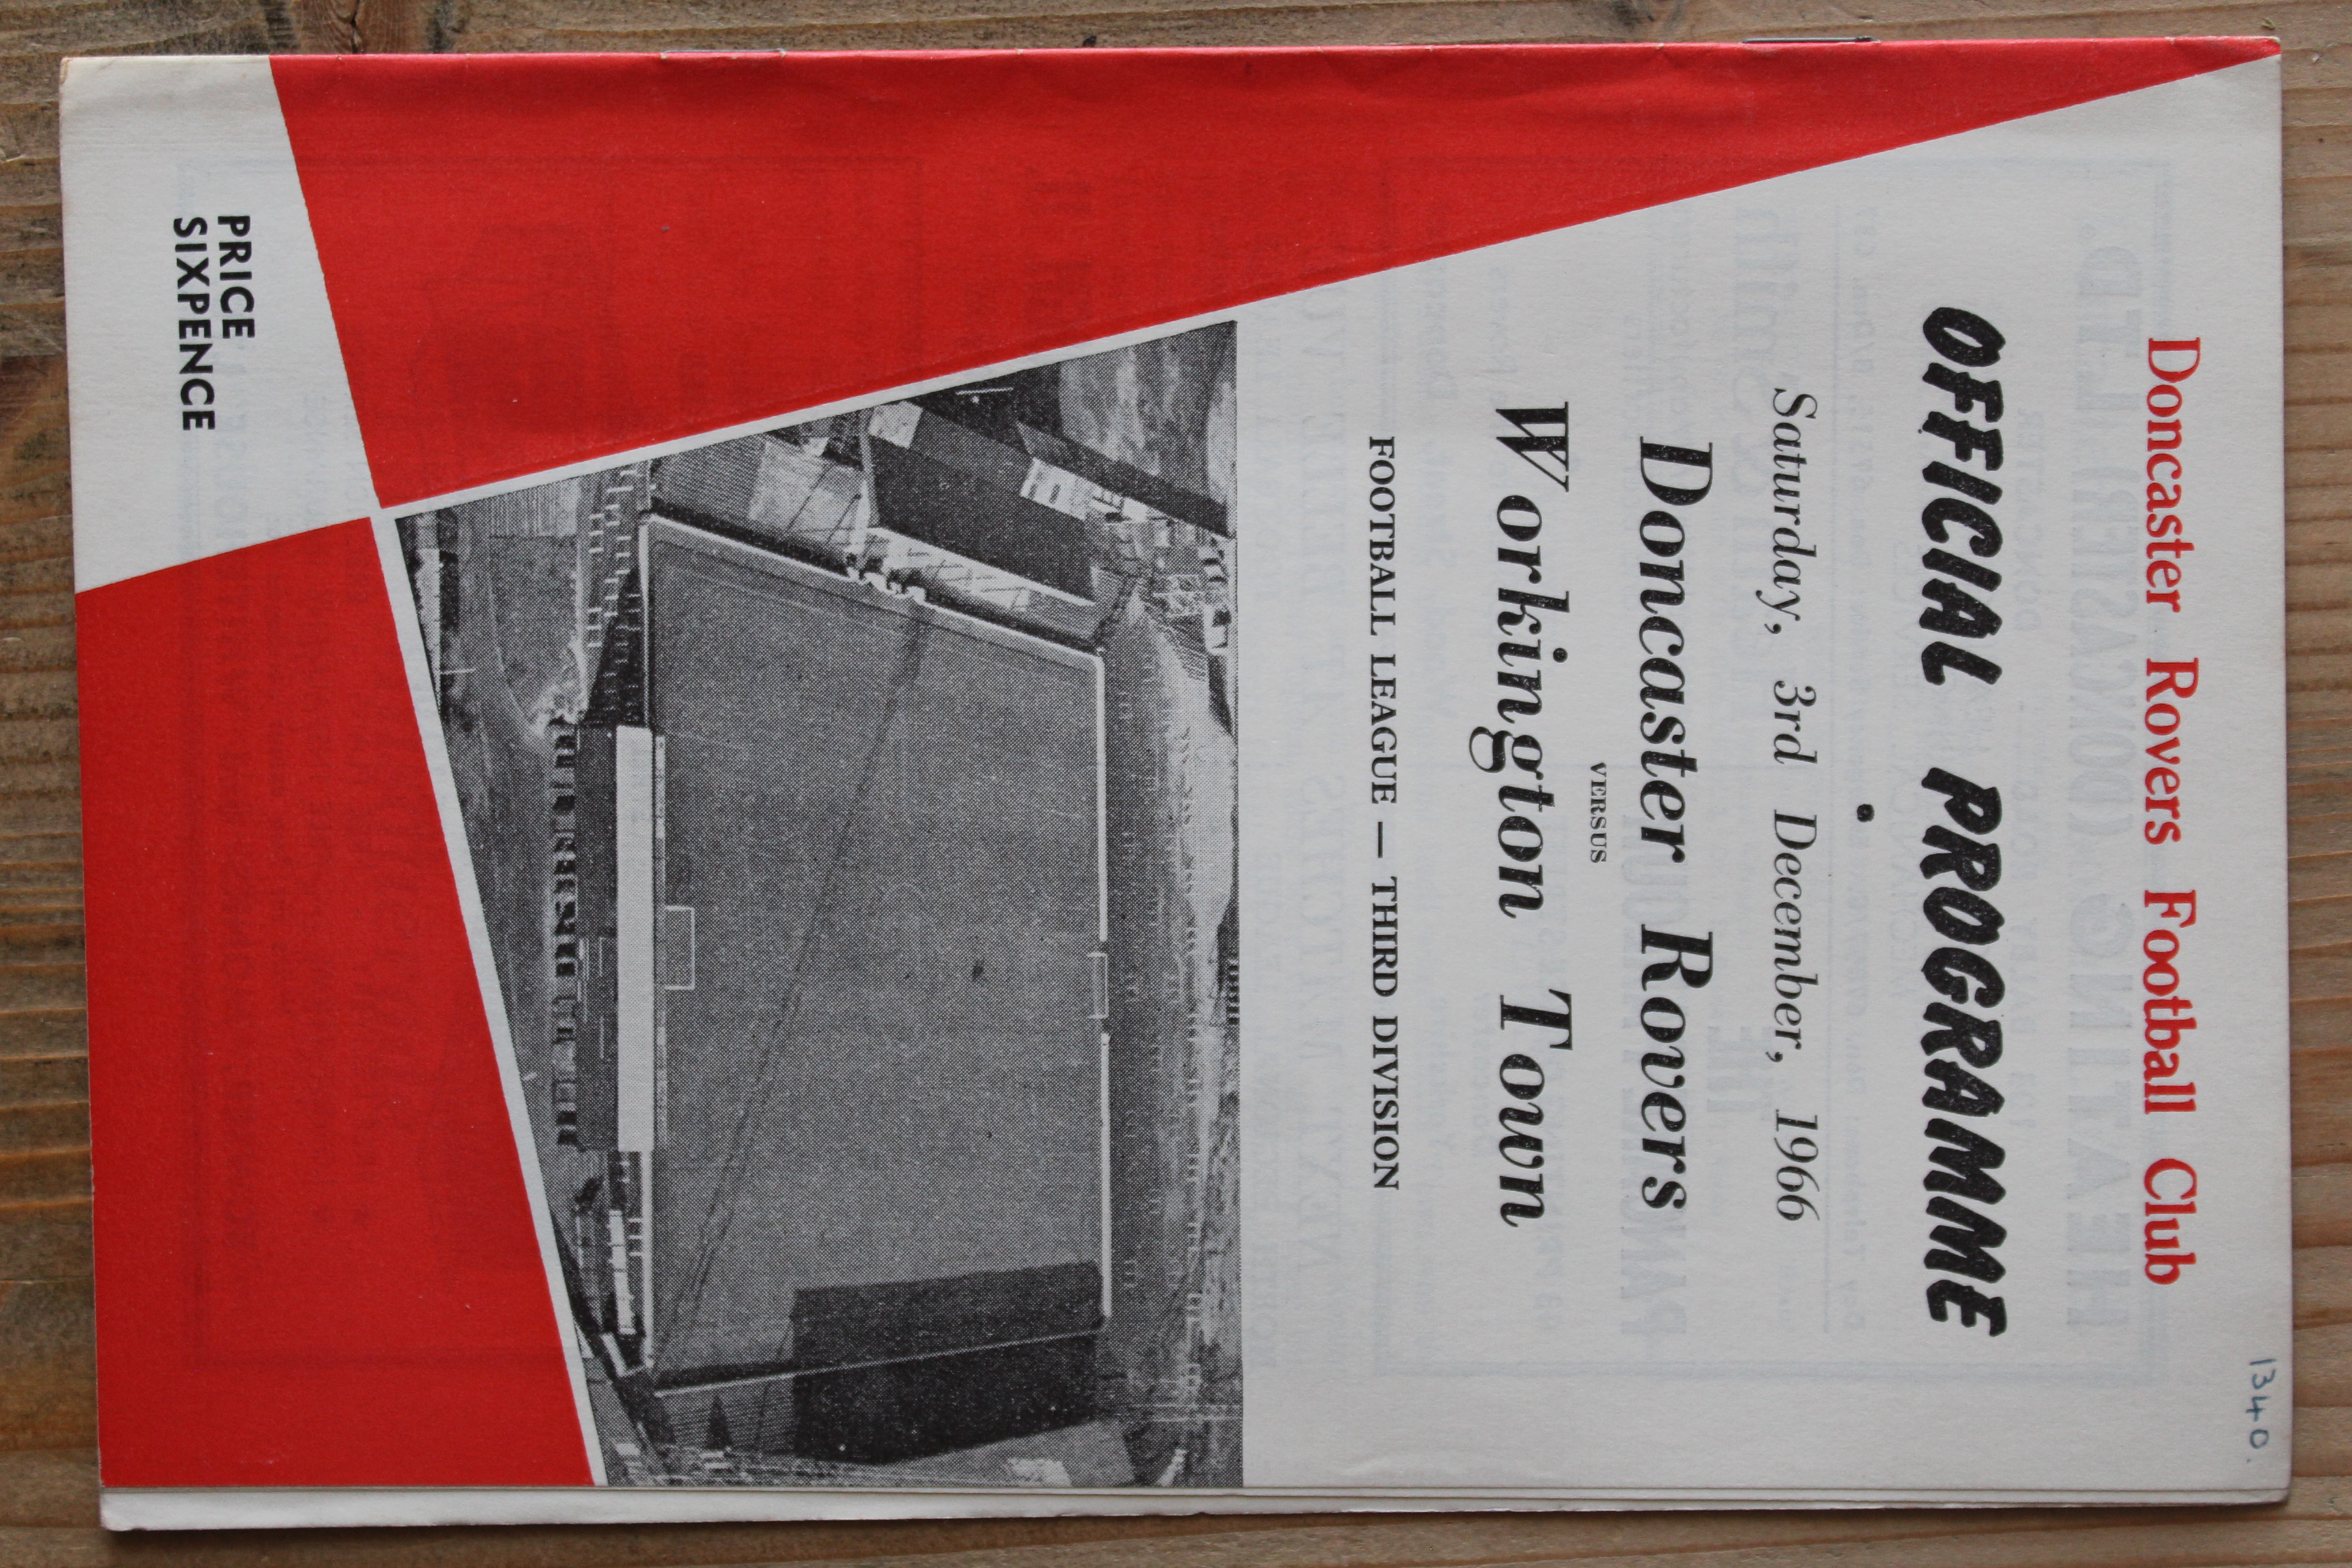 1340.
Doncaster Rovers Football Club
OFFICIAL PROGRAMME
Saturday, 3rd December, 1966
Doncaster Rovers
VERSUS
Workington Town
FOOTBALL LEAGUE — THIRD DIVISION
PRICE
SIXPENCE